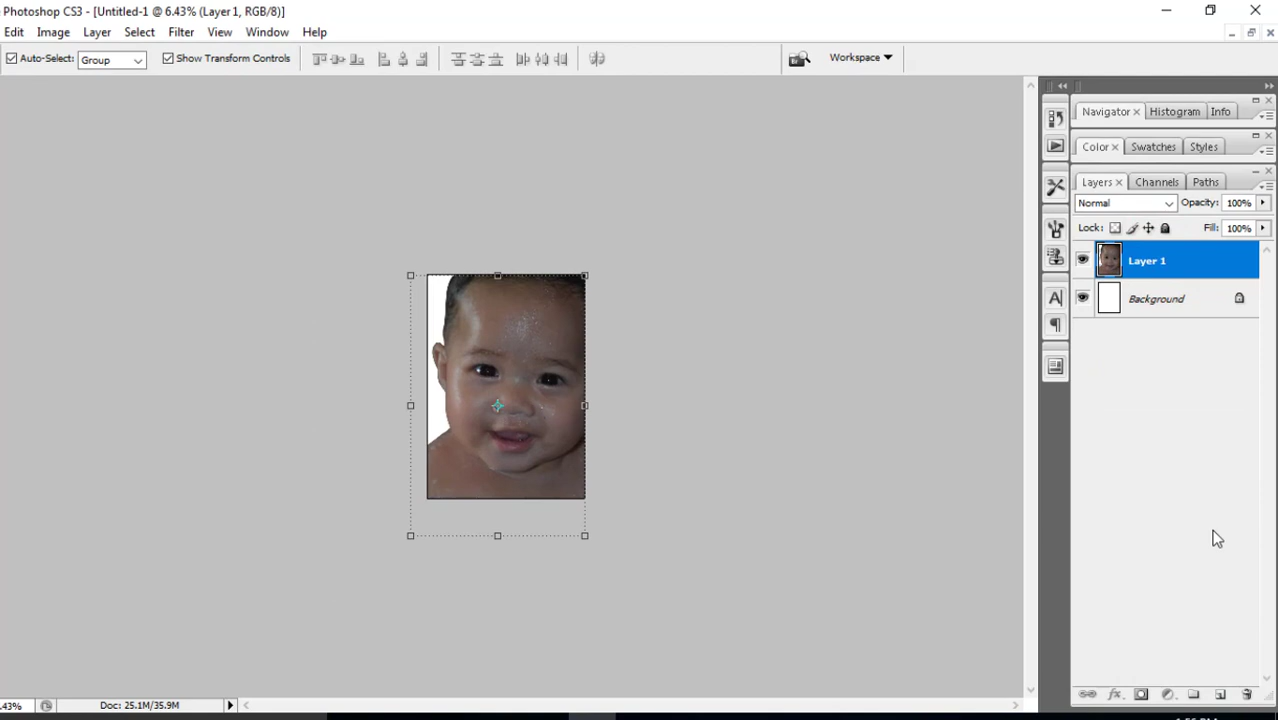 Photoshop CS3 - [Untitled-1 @ 6.43% (Layer 1, RGB/8)]
Edit Image Layer Select Filter View Window Help
Auto-Select: Group Show Transform Controls Workspace
Navigator Histogram Info
Color Swatches Styles
Layers Channels Paths
Normal Opacity: 100%
Lock: Fill: 100%
Layer 1
Background
.43% Doc: 25.1M/35.9M